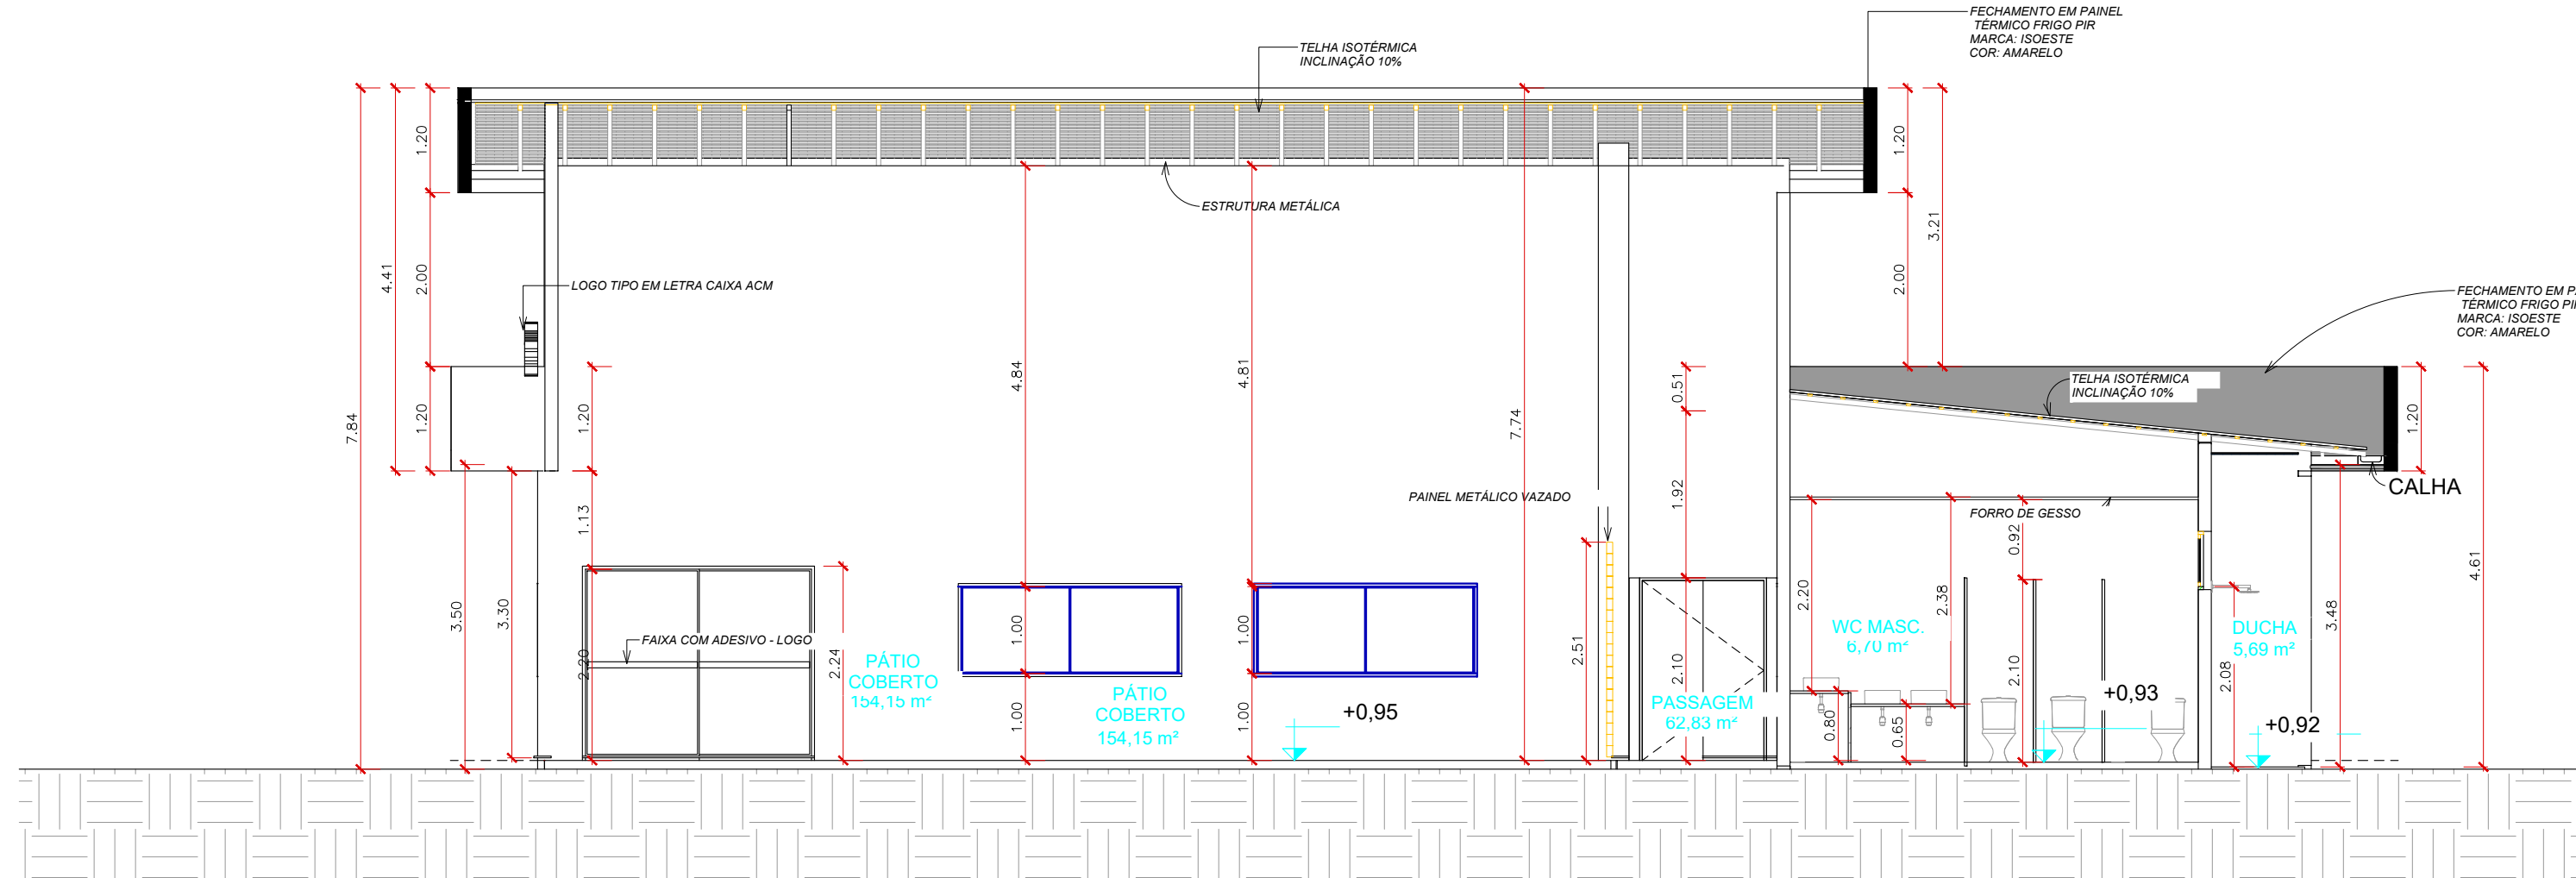 FECHAMENTO EM PAINEL
TÉRMICO FRIGO PIR
MARCA: ISOESTE
COR: AMARELO
TELHA ISOTÉRMICA
INCLINAÇÃO 10%
1.20
1.20
ESTRUTURA METÁLICA
4.41
2.00
3.21
2.00
LOGO TIPO EM LETRA CAIXA ACM
FECHAMENTO EM
TÉRMICO FRIGO
MARCA: ISOESTE
COR: AMARELO
7.84
1.20
1.20
4.84
4.81
7.74
0.51
TELHA ISOTÉRMICA
INCLINAÇÃO 10%
1.20
1.13
PAINEL METÁLICO VAZADO
1.92
CALHA
FORRO DE GESSO
0.92
4.61
3.50
3.30
2.20
FAIXA COM ADESIVO - LOGO
2.24
PÁTIO
COBERTO
154,15 m²
1.00
1.00
PÁTIO
COBERTO
154,15 m²
1.00
1.00
+0,95
2.51
2.10
PASSAGEM
62,83 m²
2.20
2.38
WC MASC.
6,70 m²
0.80
0.65
2.10
+0,93
DUCHA
5,69 m²
2.08
3.48
+0,92